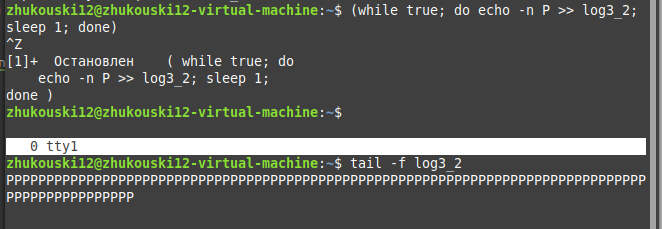 zhukouski12@zhukouski12-virtual-machine:~$ (while true; do echo -n P >> log3_2;
sleep 1; done)
^Z
[1]+  Остановлен    ( while true; do
    echo -n P >> log3_2; sleep 1;
done )
zhukouski12@zhukouski12-virtual-machine:~$
0 tty1
zhukouski12@zhukouski12-virtual-machine:~$ tail -f log3_2
PPPPPPPPPPPPPPPPPPPPPPPPPPPPPPPPPPPPPPPPPPPPPPPPPPPPPPPPPPPPPPPPPPPPPPPPPPPPPPPP
PPPPPPPPPPPPPPPP